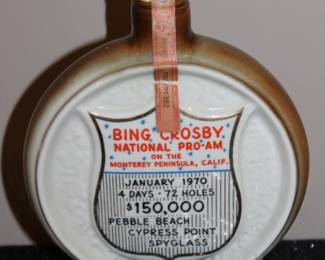 BING CROSBY
NATIONAL PRO-AM
ON THE
MONTEREY PENINSULA, CALIF.
JANUARY 1970
4 DAYS · 72 HOLES
$150,000
PEBBLE BEACH
CYPRESS POINT
SPYGLASS